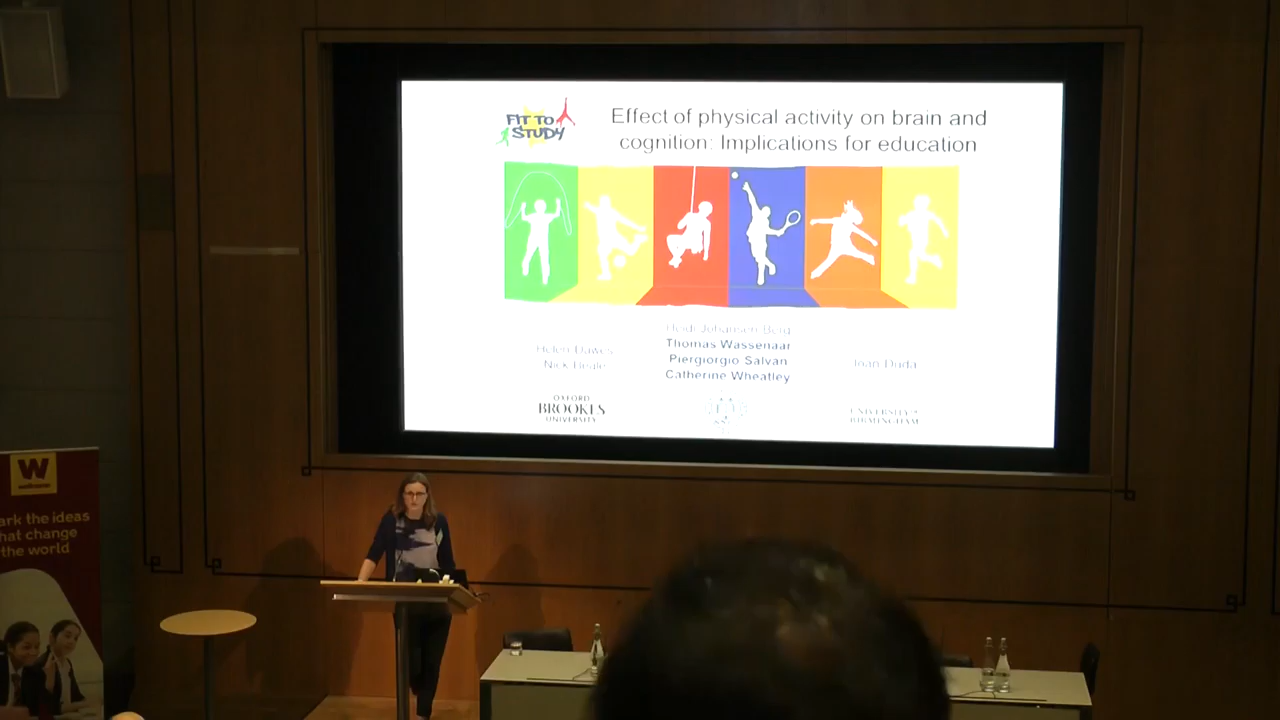 FIT TO
STUDY
Effect of physical activity on brain and
cognition: Implications for education
Heidi Johansen-Berg
Thomas Wassenaar
Piergiorgio Salvan
Catherine Wheatley
Helen Dawes
Nick Beale
Joan Duda
OXFORD
BROOKES
UNIVERSITY
UNIVERSITY OF
BIRMINGHAM
W
wellcome
ark the ideas
hat change
the world